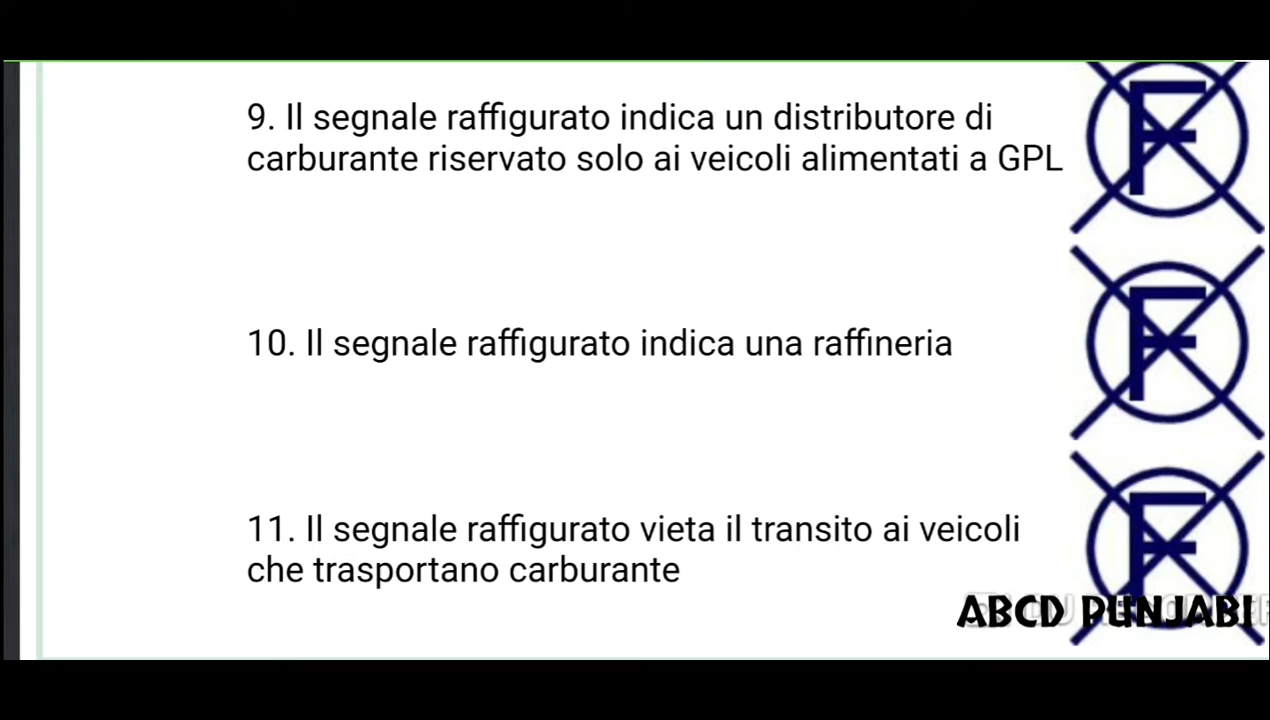 9. Il segnale raffigurato indica un distributore di
carburante riservato solo ai veicoli alimentati a GPL
F
10. Il segnale raffigurato indica una raffineria
F
11. Il segnale raffigurato vieta il transito ai veicoli
che trasportano carburante
F
ABCD PUNJABI